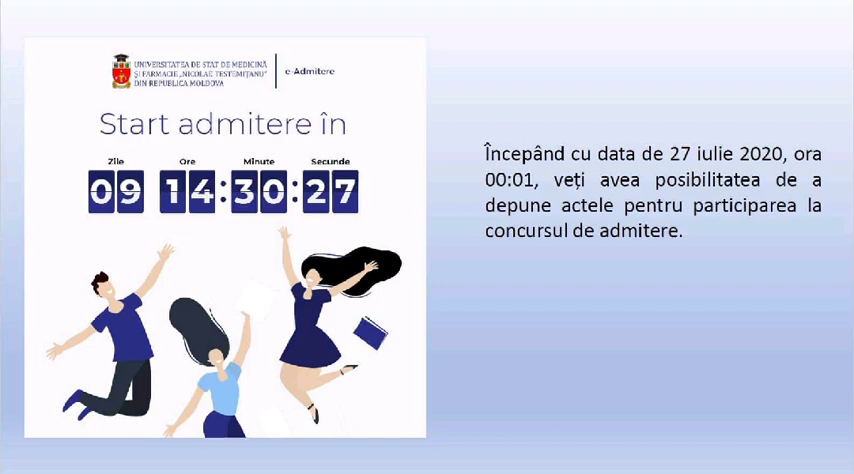 UNIVERSITATEA DE STAT DE MEDICINĂ
ȘI FARMACIE „NICOLAE TESTEMIȚANU”
DIN REPUBLICA MOLDOVA
e-Admitere
Start admitere în
Zile Ore Minute Secunde
09 14:30:27
Începând cu data de 27 iulie 2020, ora
00:01, veți avea posibilitatea de a
depune actele pentru participarea la
concursul de admitere.